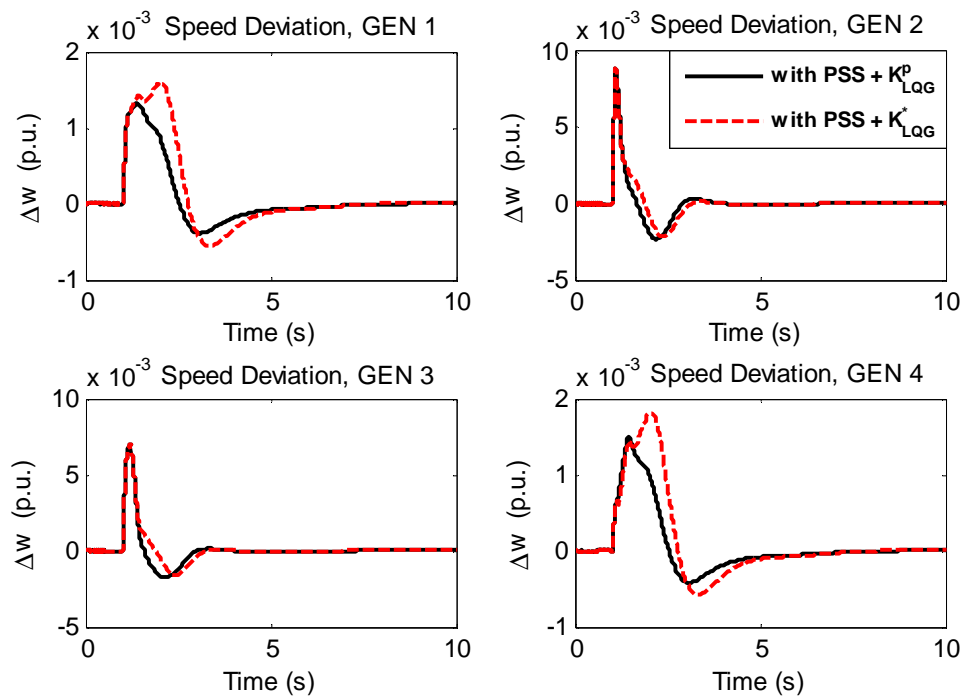 x 10^-3 Speed Deviation, GEN 1
2
1
0
-1
Δw (p.u.)
0 5 10
Time (s)
Speed Deviation, GEN 2
x 10^-3
10
5
0
-5
Δw (p.u.)
with PSS + K^p_LQG
with PSS + K^*_LQG
0 5 10
Time (s)
x 10^-3 Speed Deviation, GEN 3
10
5
0
-5
Δw (p.u.)
0 5 10
Time (s)
x 10^-3 Speed Deviation, GEN 4
2
1
0
-1
Δw (p.u.)
0 5 10
Time (s)